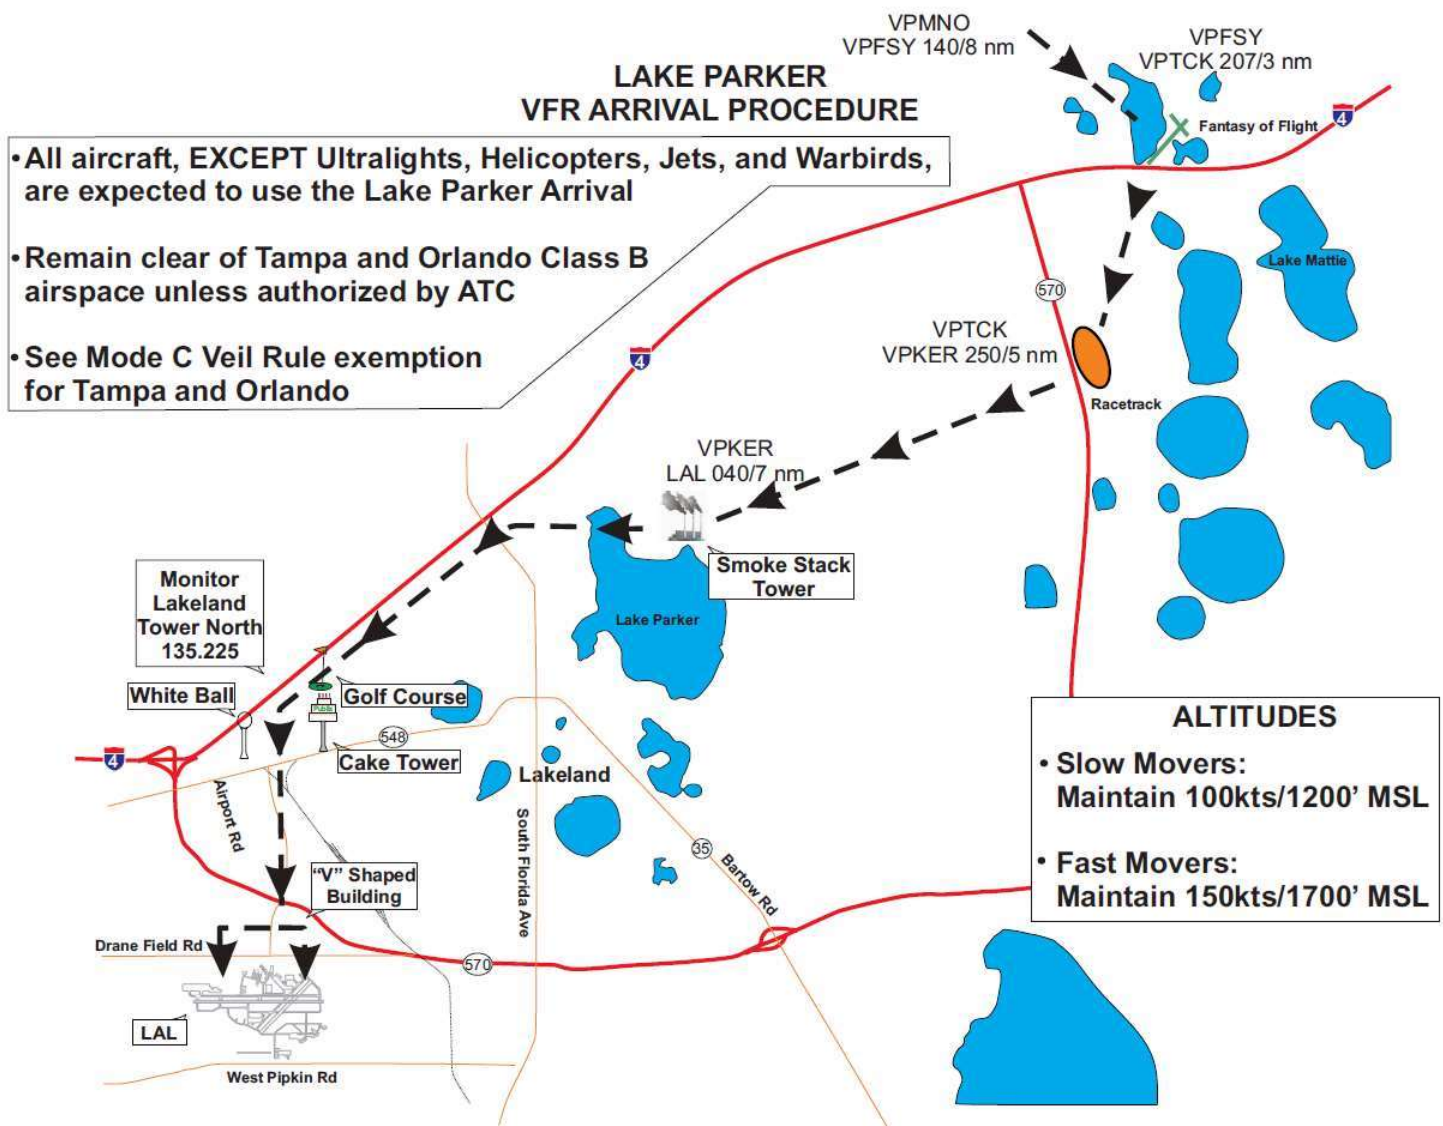 VPMNO
VPFSY 140/8 nm
VPFSY
VPTCK 207/3 nm
LAKE PARKER
VFR ARRIVAL PROCEDURE
4
Fantasy of Flight
• All aircraft, EXCEPT Ultralights, Helicopters, Jets, and Warbirds,
are expected to use the Lake Parker Arrival
• Remain clear of Tampa and Orlando Class B
airspace unless authorized by ATC
• See Mode C Veil Rule exemption
for Tampa and Orlando
Lake Mattie
570
VPTCK
VPKER 250/5 nm
4
Racetrack
VPKER
LAL 040/7 nm
Smoke Stack
Tower
Monitor
Lakeland
Tower North
135.225
Lake Parker
White Ball
Golf Course
Publix
548
Cake Tower
4
Lakeland
Airport Rd
South Florida Ave
35
Bartow Rd
ALTITUDES
• Slow Movers:
Maintain 100kts/1200' MSL
• Fast Movers:
Maintain 150kts/1700' MSL
“V” Shaped
Building
Drane Field Rd
570
LAL
West Pipkin Rd